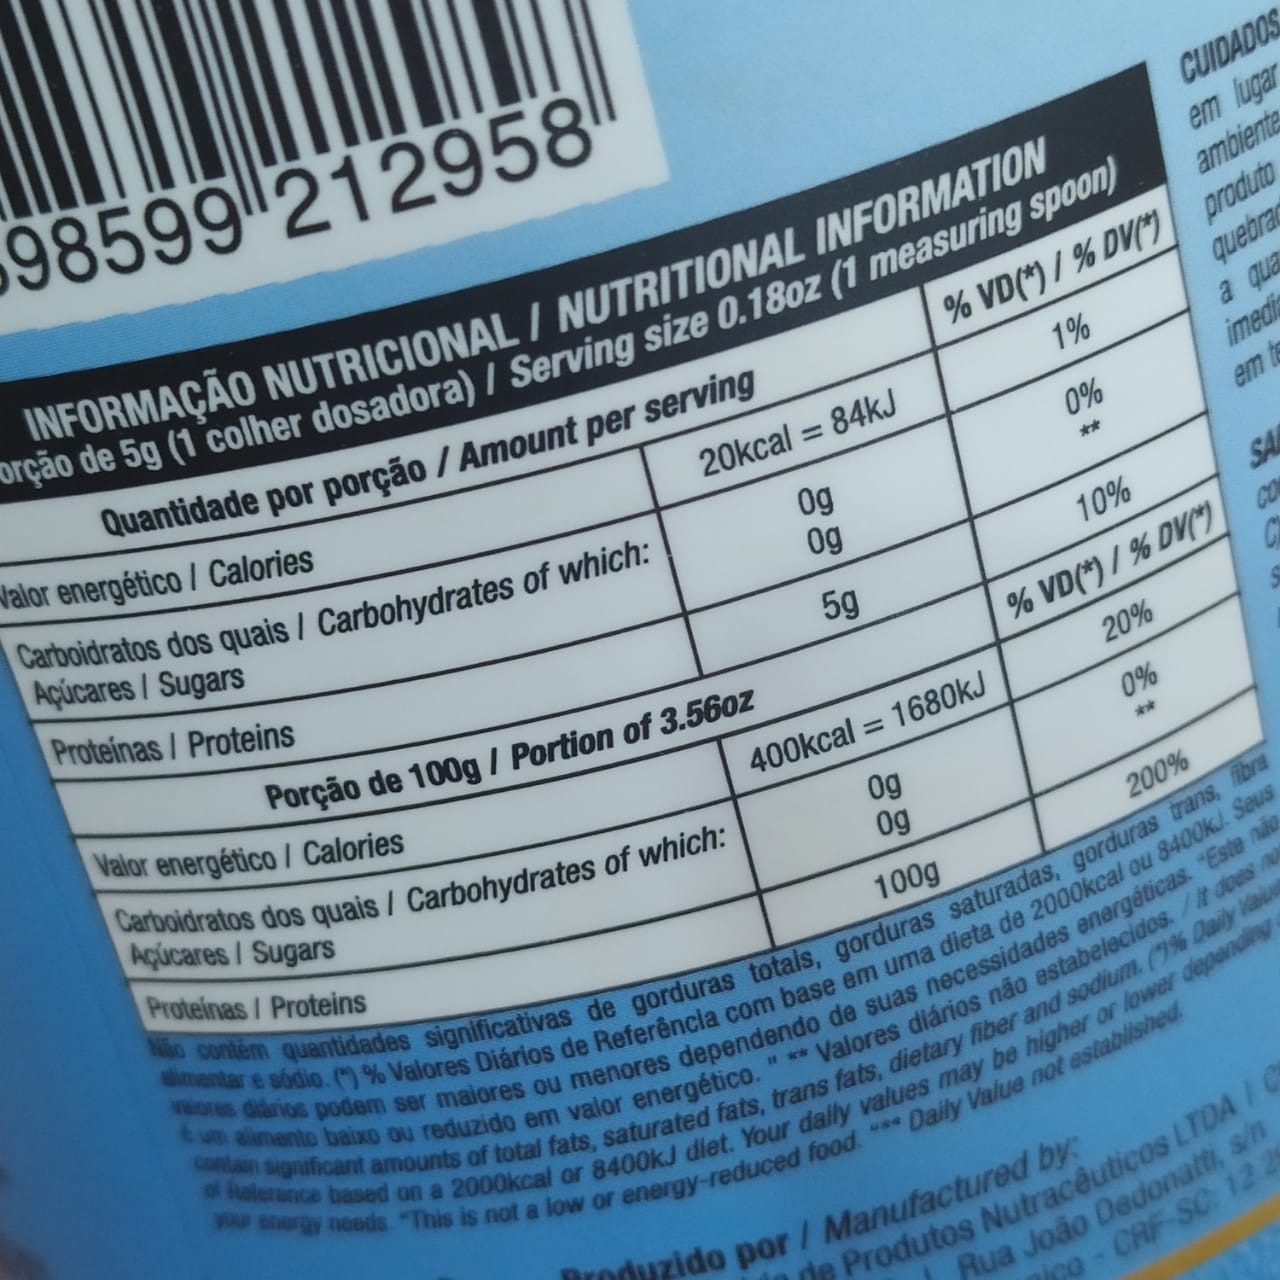 98599 212958
INFORMAÇÃO NUTRICIONAL / NUTRITIONAL INFORMATION
orção de 5g (1 colher dosadora) / Serving size 0.18oz (1 measuring spoon)
Quantidade por porção / Amount per serving % VD(*) / % DV(*)
Valor energético / Calories 20kcal = 84kJ 1%
Carboidratos dos quais / Carbohydrates of which: 0g 0%
Açúcares / Sugars 0g **
Proteínas / Proteins 5g 10%
Porção de 100g / Portion of 3.56oz % VD(*) / % DV(*)
Valor energético / Calories 400kcal = 1680kJ 20%
Carboidratos dos quais / Carbohydrates of which: 0g 0%
Açúcares / Sugars 0g **
Proteínas / Proteins 100g 200%
Não contém quantidades significativas de gorduras totais, gorduras saturadas, gorduras trans, fibra
alimentar e sódio. (*) % Valores Diários de Referência com base em uma dieta de 2000kcal ou 8400kJ. Seus
valores diários podem ser maiores ou menores dependendo de suas necessidades energéticas. "Este não
é um alimento baixo ou reduzido em valor energético." ** Valores diários não estabelecidos. / It does not
contain significant amounts of total fats, saturated fats, trans fats, dietary fiber and sodium. (*)% Daily Value
of Referance based on a 2000kcal or 8400kJ diet. Your daily values may be higher or lower depending
your energy needs. "This is not a low or energy-reduced food. "** Daily Value not established.
Produzido por / Manufactured by:
de Produtos Nutracêuticos LTDA /
Rua João Dedonatti, s/n
- CRF-SC: 12
CUIDADOS
em lugar
ambiente
produto
a
em